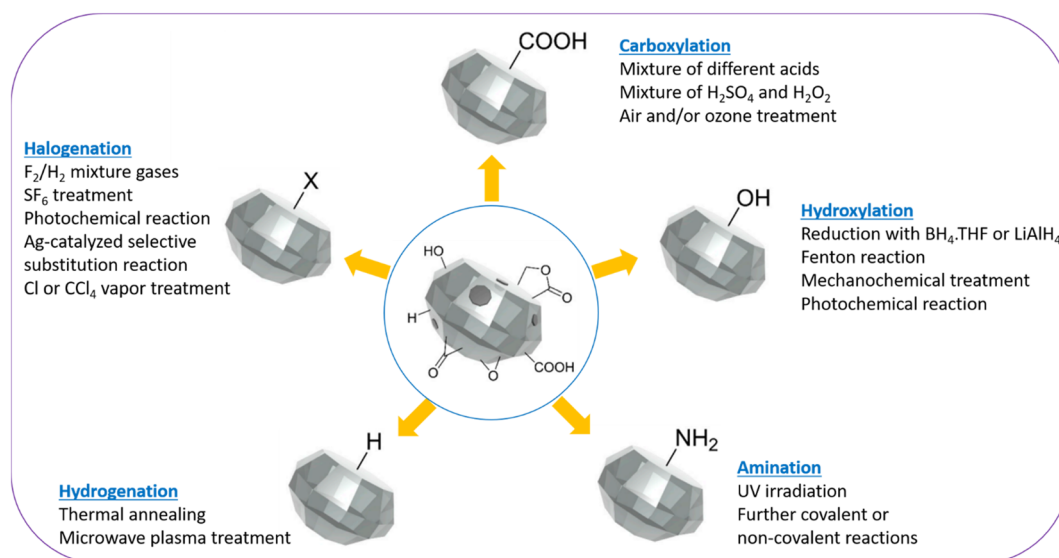 COOH
Carboxylation
Mixture of different acids
Mixture of H₂SO₄ and H₂O₂
Air and/or ozone treatment
Halogenation
F₂/H₂ mixture gases
SF₆ treatment
Photochemical reaction
Ag-catalyzed selective
substitution reaction
Cl or CCl₄ vapor treatment
X
OH
Hydroxylation
Reduction with BH₄.THF or LiAlH₄
Fenton reaction
Mechanochemical treatment
Photochemical reaction
HO
O
O
H
O
O
COOH
H
Hydrogenation
Thermal annealing
Microwave plasma treatment
NH₂
Amination
UV irradiation
Further covalent or
non-covalent reactions